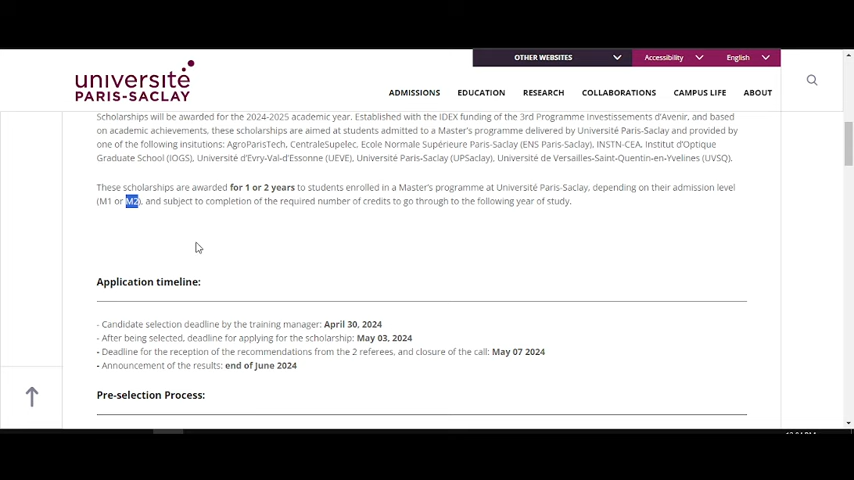 OTHER WEBSITES
Accessibility
English
université
PARIS-SACLAY
ADMISSIONS EDUCATION RESEARCH COLLABORATIONS CAMPUS LIFE ABOUT
Scholarships will be awarded for the 2024-2025 academic year. Established with the IDEX funding of the 3rd Programme Investissements d'Avenir, and based
on academic achievements, these scholarships are aimed at students admitted to a Master's programme delivered by Université Paris-Saclay and provided by
one of the following insitutions: AgroParisTech, CentraleSupelec, Ecole Normale Supérieure Paris-Saclay (ENS Paris-Saclay), INSTN-CEA, Institut d'Optique
Graduate School (IOGS), Université d'Evry-Val-d'Essonne (UEVE), Université Paris-Saclay (UPSaclay), Université de Versailles-Saint-Quentin-en-Yvelines (UVSQ).
These scholarships are awarded for 1 or 2 years to students enrolled in a Master's programme at Université Paris-Saclay, depending on their admission level
(M1 or M2), and subject to completion of the required number of credits to go through to the following year of study.
Application timeline:
- Candidate selection deadline by the training manager: April 30, 2024
- After being selected, deadline for applying for the scholarship: May 03, 2024
- Deadline for the reception of the recommendations from the 2 referees, and closure of the call: May 07 2024
- Announcement of the results: end of June 2024
Pre-selection Process: